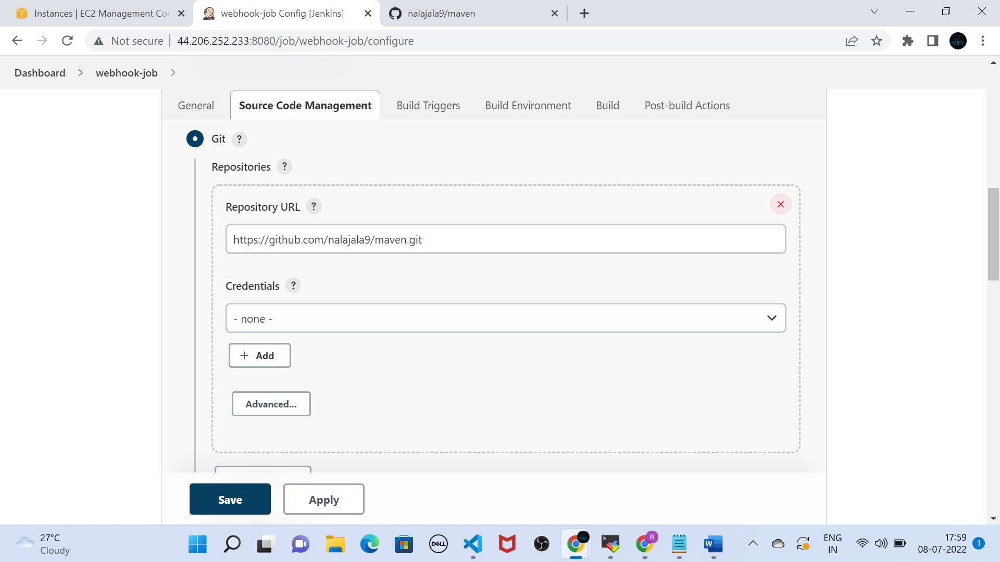 Instances | EC2 Management Con
webhook-job Config [Jenkins]
nalajala9/maven
Not secure
44.206.252.233:8080/job/webhook-job/configure
Dashboard
webhook-job
General
Source Code Management
Build Triggers
Build Environment
Build
Post-build Actions
Git ?
Repositories ?
Repository URL ?
https://github.com/nalajala9/maven.git
Credentials ?
- none -
+ Add
Advanced...
Save
Apply
27°C
Cloudy
DELL
R
W
ENG
IN
17:59
08-07-2022
1